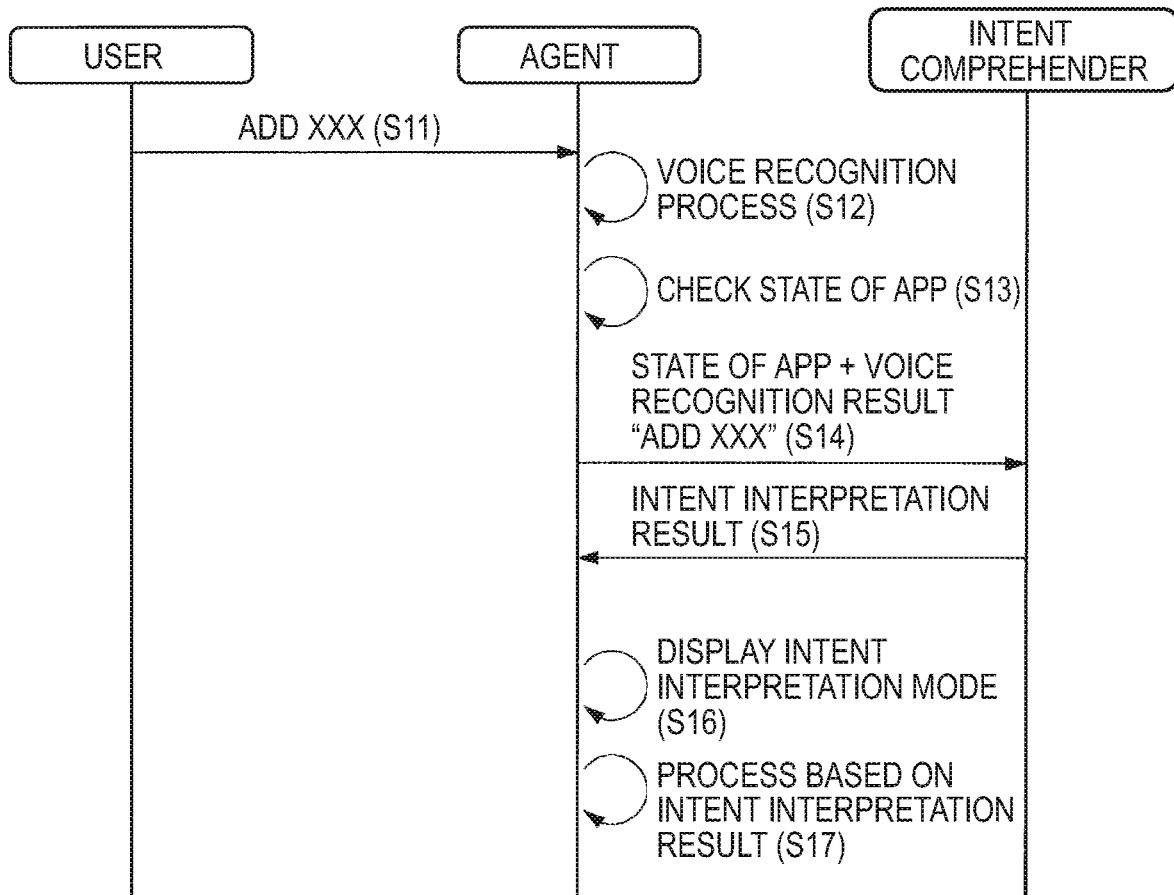 USER
AGENT
INTENT
COMPREHENDER
ADD XXX (S11)
VOICE RECOGNITION
PROCESS (S12)
CHECK STATE OF APP (S13)
STATE OF APP + VOICE
RECOGNITION RESULT
“ADD XXX” (S14)
INTENT INTERPRETATION
RESULT (S15)
DISPLAY INTENT
INTERPRETATION MODE
(S16)
PROCESS BASED ON
INTENT INTERPRETATION
RESULT (S17)